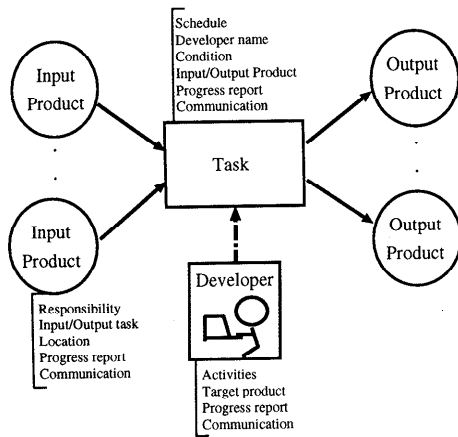 Schedule
Developer name
Condition
Input/Output Product
Progress report
Communication
Input
Product
Output
Product
Task
Input
Product
Output
Product
Developer
Responsibility
Input/Output task
Location
Progress report
Communication
Activities
Target product
Progress report
Communication